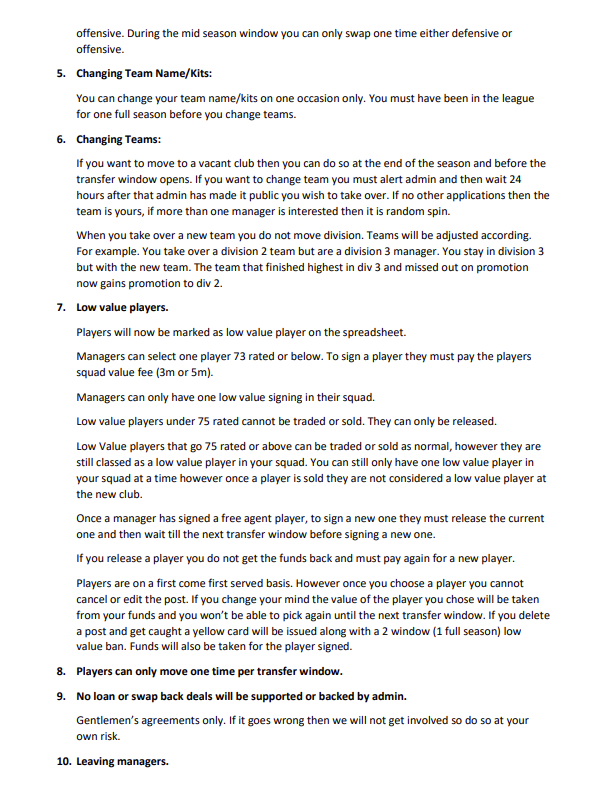 offensive. During the mid season window you can only swap one time either defensive or
offensive.
5. Changing Team Name/Kits:
You can change your team name/kits on one occasion only. You must have been in the league
for one full season before you change teams.
6. Changing Teams:
If you want to move to a vacant club then you can do so at the end of the season and before the
transfer window opens. If you want to change team you must alert admin and then wait 24
hours after that admin has made it public you wish to take over. If no other applications then the
team is yours, if more than one manager is interested then it is random spin.
When you take over a new team you do not move division. Teams will be adjusted according.
For example. You take over a division 2 team but are a division 3 manager. You stay in division 3
but with the new team. The team that finished highest in div 3 and missed out on promotion
now gains promotion to div 2.
7. Low value players.
Players will now be marked as low value player on the spreadsheet.
Managers can select one player 73 rated or below. To sign a player they must pay the players
squad value fee (3m or 5m).
Managers can only have one low value signing in their squad.
Low value players under 75 rated cannot be traded or sold. They can only be released.
Low Value players that go 75 rated or above can be traded or sold as normal, however they are
still classed as a low value player in your squad. You can still only have one low value player in
your squad at a time however once a player is sold they are not considered a low value player at
the new club.
Once a manager has signed a free agent player, to sign a new one they must release the current
one and then wait till the next transfer window before signing a new one.
If you release a player you do not get the funds back and must pay again for a new player.
Players are on a first come first served basis. However once you choose a player you cannot
cancel or edit the post. If you change your mind the value of the player you chose will be taken
from your funds and you won't be able to pick again until the next transfer window. If you delete
a post and get caught a yellow card will be issued along with a 2 window (1 full season) low
value ban. Funds will also be taken for the player signed.
8. Players can only move one time per transfer window.
9. No loan or swap back deals will be supported or backed by admin.
Gentlemen's agreements only. If it goes wrong then we will not get involved so do so at your
own risk.
10. Leaving managers.